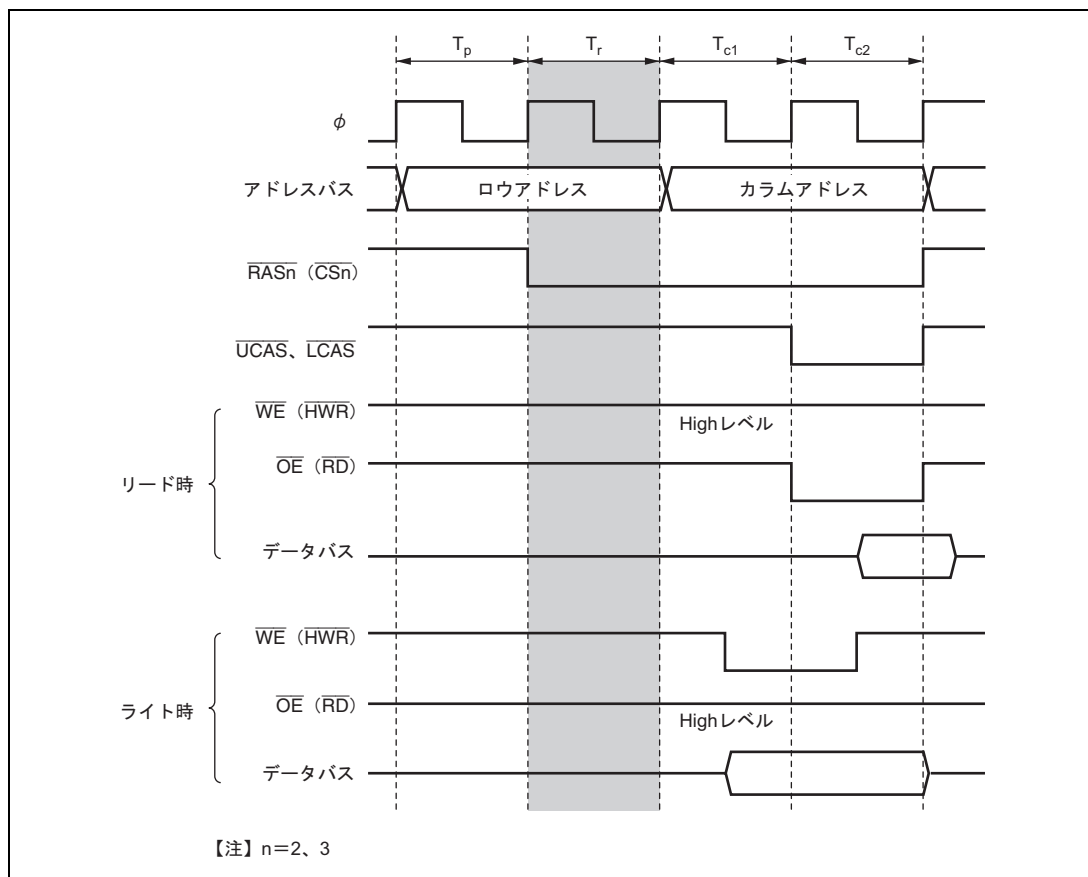 Tp Tr Tc1 Tc2
φ
アドレスバス ロウアドレス カラムアドレス
RASn（CSn）
UCAS、LCAS
リード時
WE（HWR） Highレベル
OE（RD）
データバス
ライト時
WE（HWR）
OE（RD） Highレベル
データバス
【注】n＝2、3